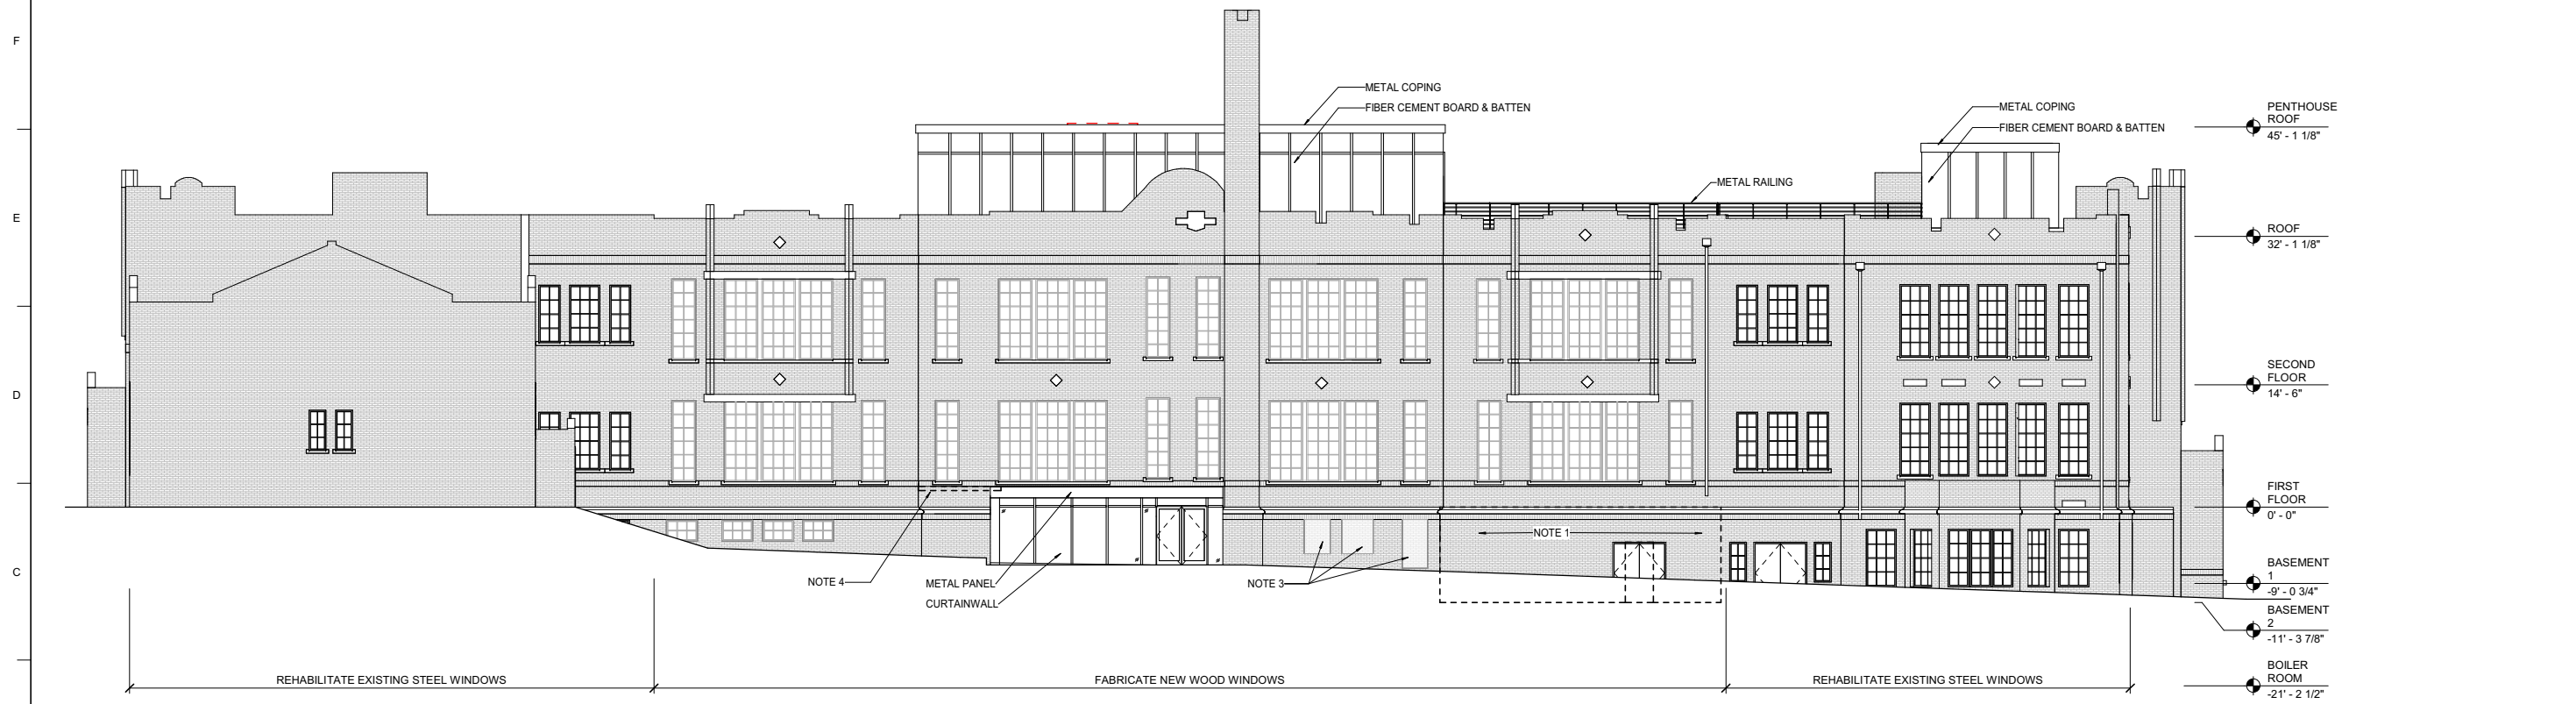 F
METAL COPING
FIBER CEMENT BOARD & BATTEN
METAL COPING
FIBER CEMENT BOARD & BATTEN
PENTHOUSE
ROOF
45' - 1 1/8"
METAL RAILING
E
ROOF
32' - 1 1/8"
D
SECOND
FLOOR
14' - 6"
FIRST
FLOOR
0' - 0"
NOTE 1
C
NOTE 4
METAL PANEL
CURTAINWALL
NOTE 3
BASEMENT
1
-9' - 0 3/4"
BASEMENT
2
-11' - 3 7/8"
BOILER
ROOM
-21' - 2 1/2"
REHABILITATE EXISTING STEEL WINDOWS
FABRICATE NEW WOOD WINDOWS
REHABILITATE EXISTING STEEL WINDOWS